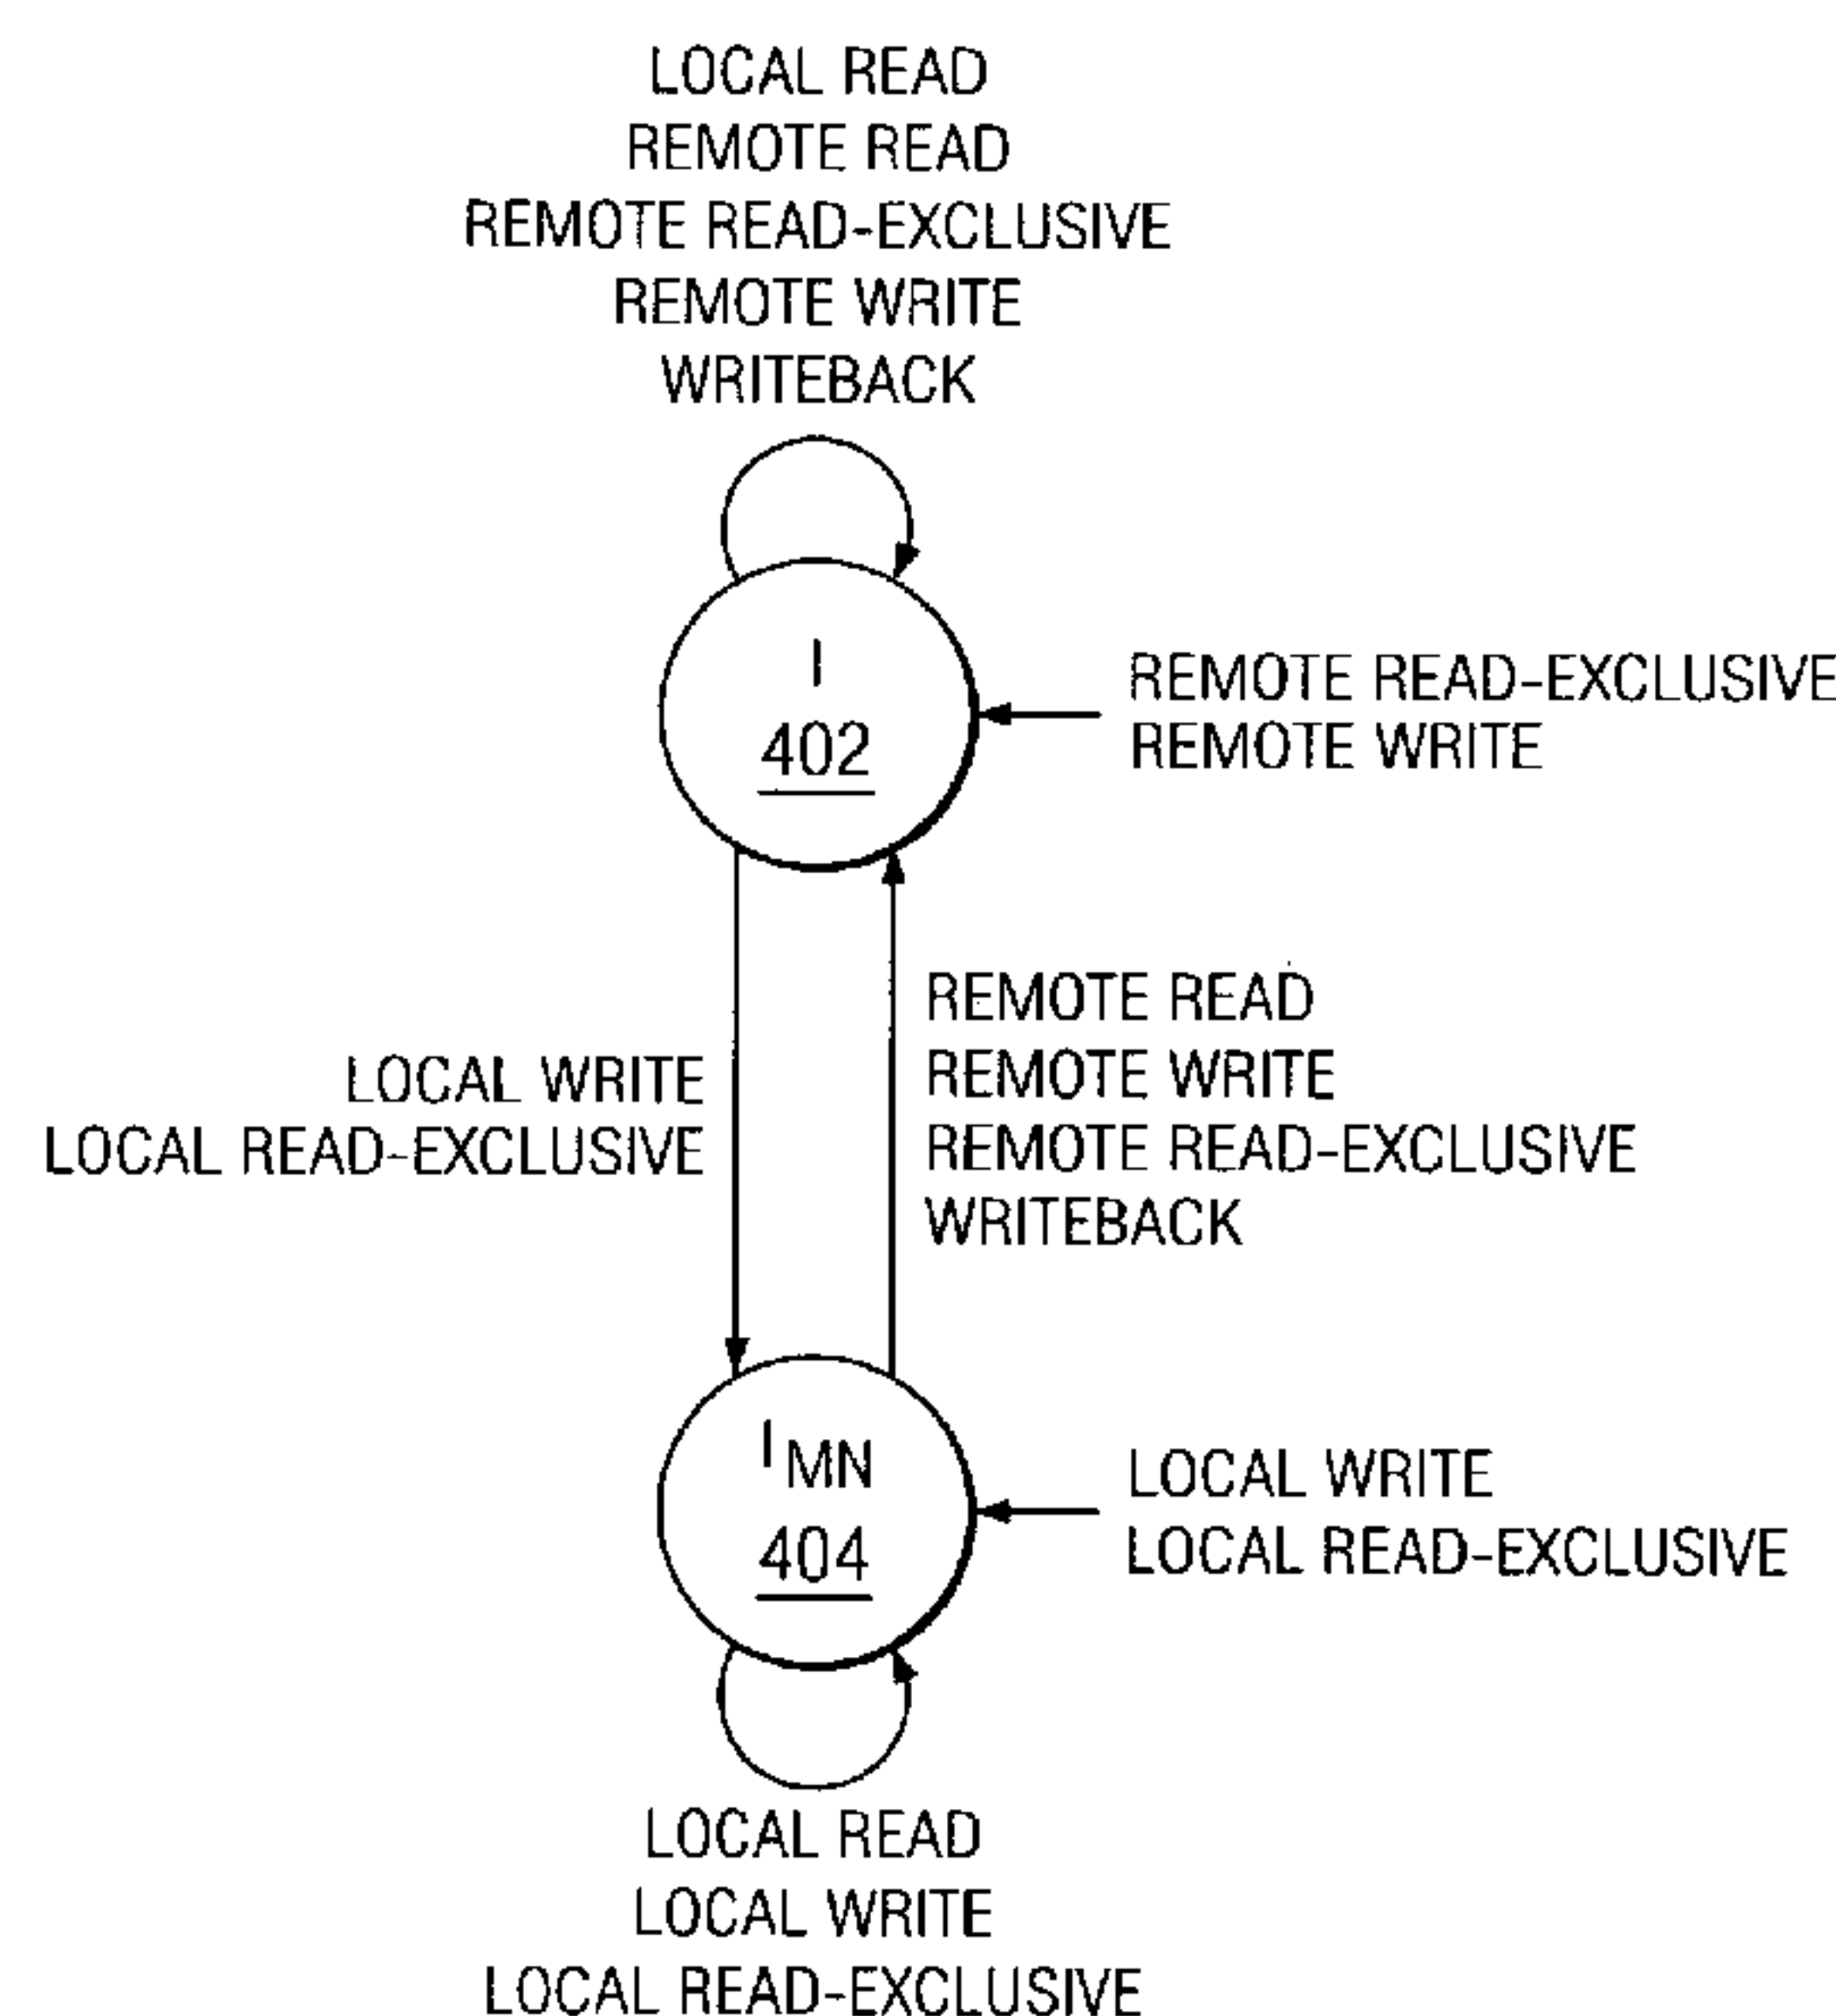 LOCAL READ
REMOTE READ
REMOTE READ-EXCLUSIVE
REMOTE WRITE
WRITEBACK
I
402
REMOTE READ-EXCLUSIVE
REMOTE WRITE
LOCAL WRITE
LOCAL READ-EXCLUSIVE
REMOTE READ
REMOTE WRITE
REMOTE READ-EXCLUSIVE
WRITEBACK
IMN
404
LOCAL WRITE
LOCAL READ-EXCLUSIVE
LOCAL READ
LOCAL WRITE
LOCAL READ-EXCLUSIVE